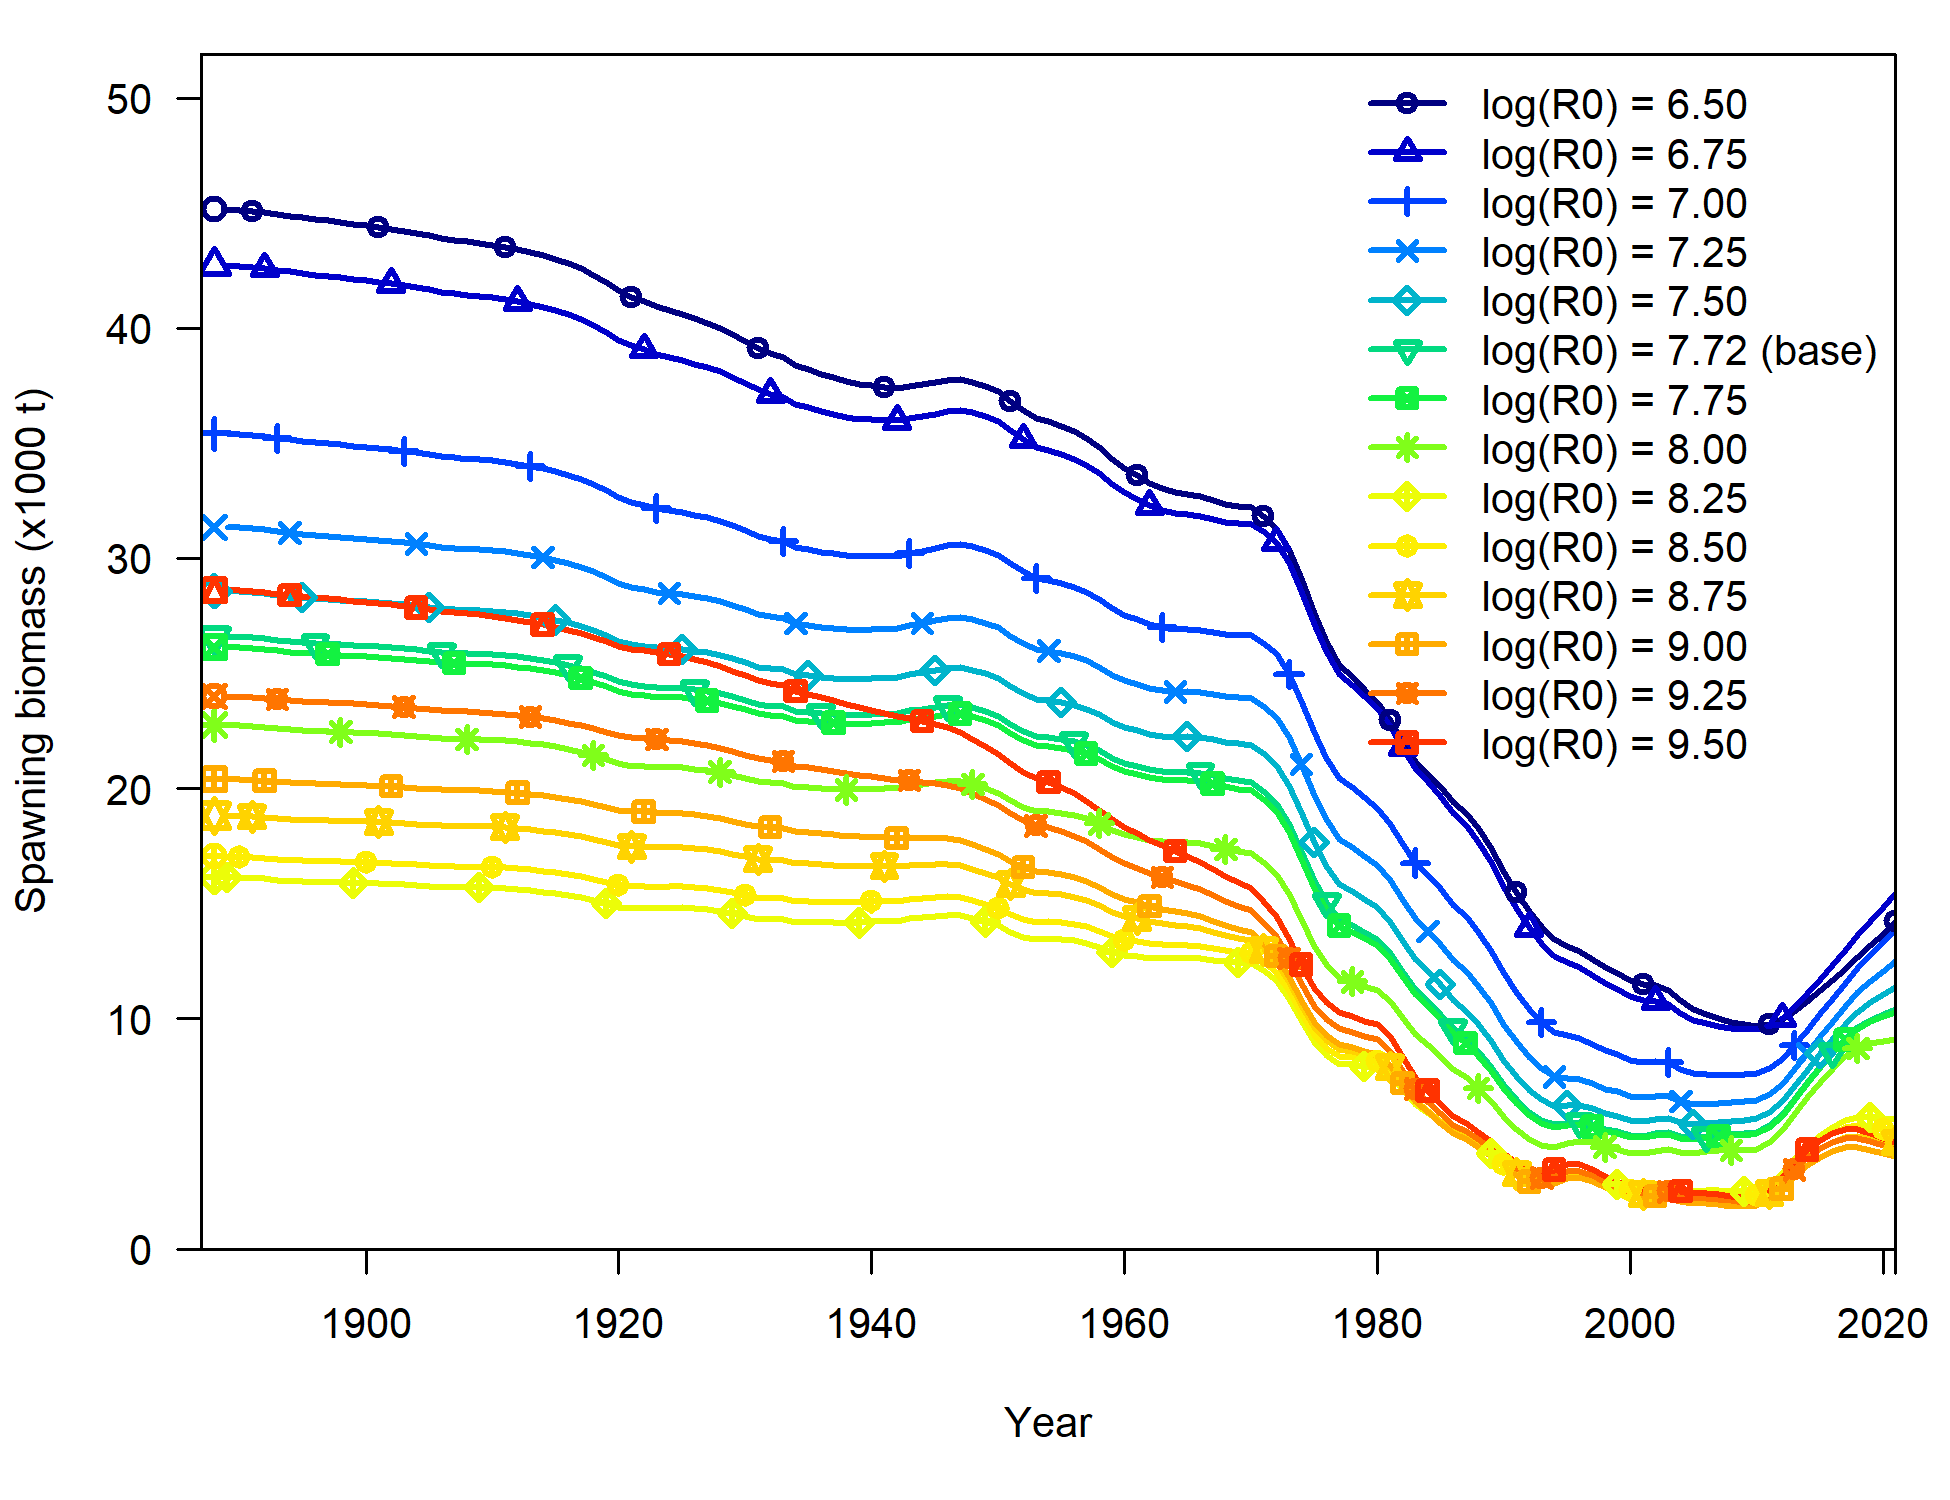 50
40
30
20
10
0
Spawning biomass (x1000 t)
log(R0) = 6.50
log(R0) = 6.75
log(R0) = 7.00
log(R0) = 7.25
log(R0) = 7.50
log(R0) = 7.72 (base)
log(R0) = 7.75
log(R0) = 8.00
log(R0) = 8.25
log(R0) = 8.50
log(R0) = 8.75
log(R0) = 9.00
log(R0) = 9.25
log(R0) = 9.50
1900 1920 1940 1960 1980 2000 2020
Year